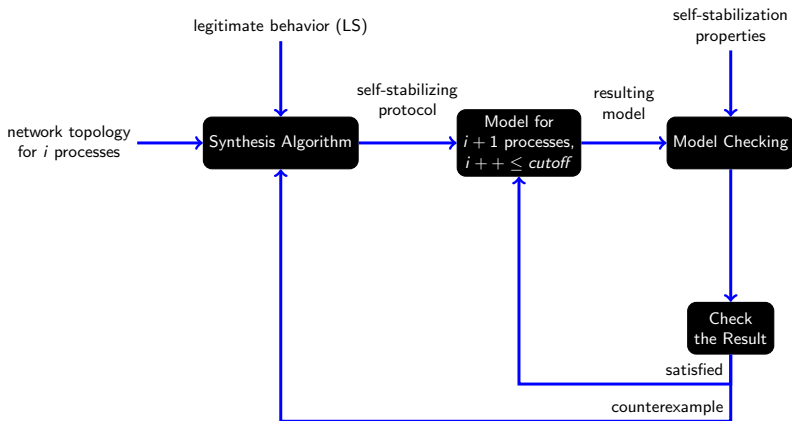 legitimate behavior (LS)
self-stabilization
properties
network topology
for i processes
Synthesis Algorithm
self-stabilizing
protocol
Model for
i + 1 processes,
i + + ≤ cutoff
resulting
model
Model Checking
Check
the Result
satisfied
counterexample